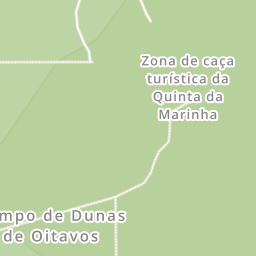 Zona de caça
turística da
Quinta da
Marinha
mpo de Dunas
de Oitavos